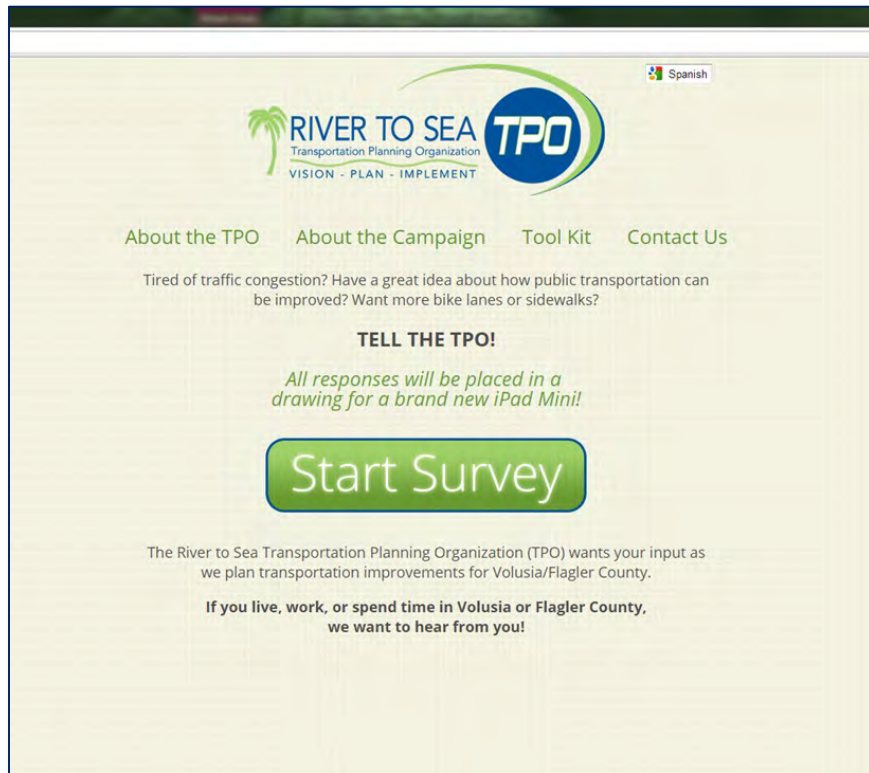 Spanish
RIVER TO SEA
Transportation Planning Organization
VISION - PLAN - IMPLEMENT
TPO
About the TPO About the Campaign Tool Kit Contact Us
Tired of traffic congestion? Have a great idea about how public transportation can
be improved? Want more bike lanes or sidewalks?
TELL THE TPO!
All responses will be placed in a
drawing for a brand new iPad Mini!
Start Survey
The River to Sea Transportation Planning Organization (TPO) wants your input as
we plan transportation improvements for Volusia/Flagler County.
If you live, work, or spend time in Volusia or Flagler County,
we want to hear from you!